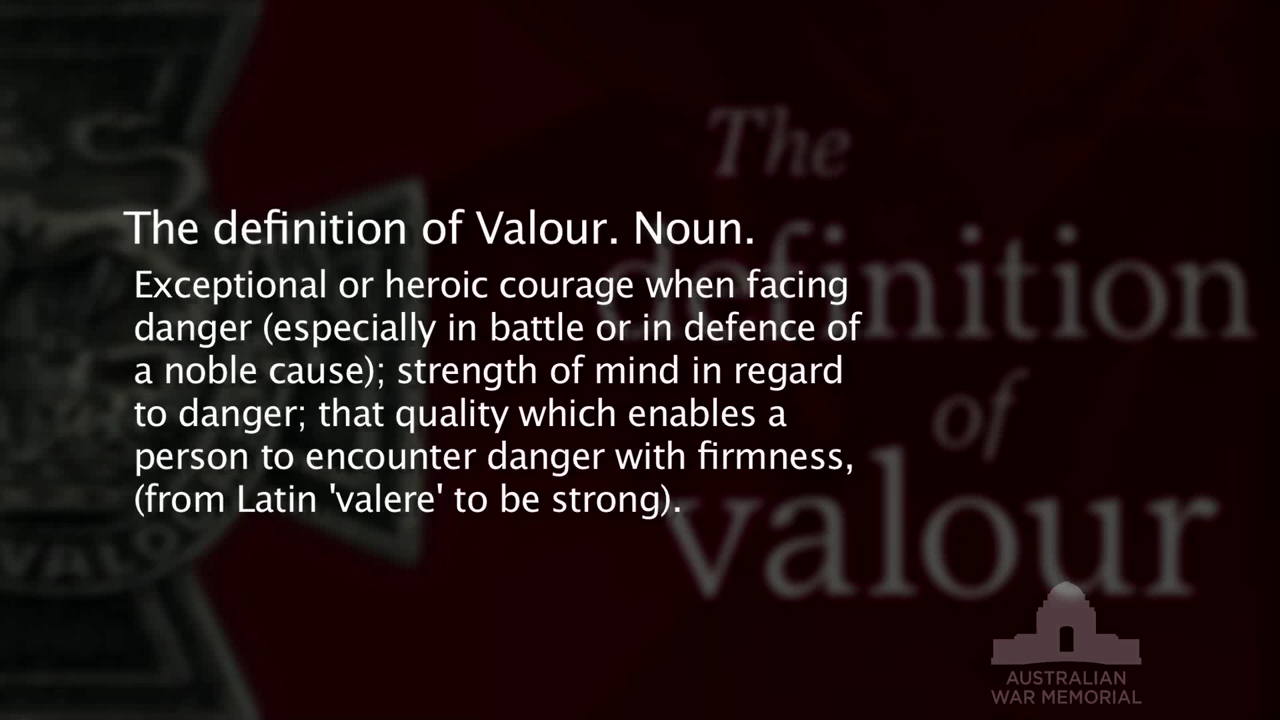 The definition of Valour. Noun.
Exceptional or heroic courage when facing
danger (especially in battle or in defence of
a noble cause); strength of mind in regard
to danger; that quality which enables a
person to encounter danger with firmness,
(from Latin 'valere' to be strong).
The
definition
of
valour
VALO
AUSTRALIAN
WAR MEMORIAL